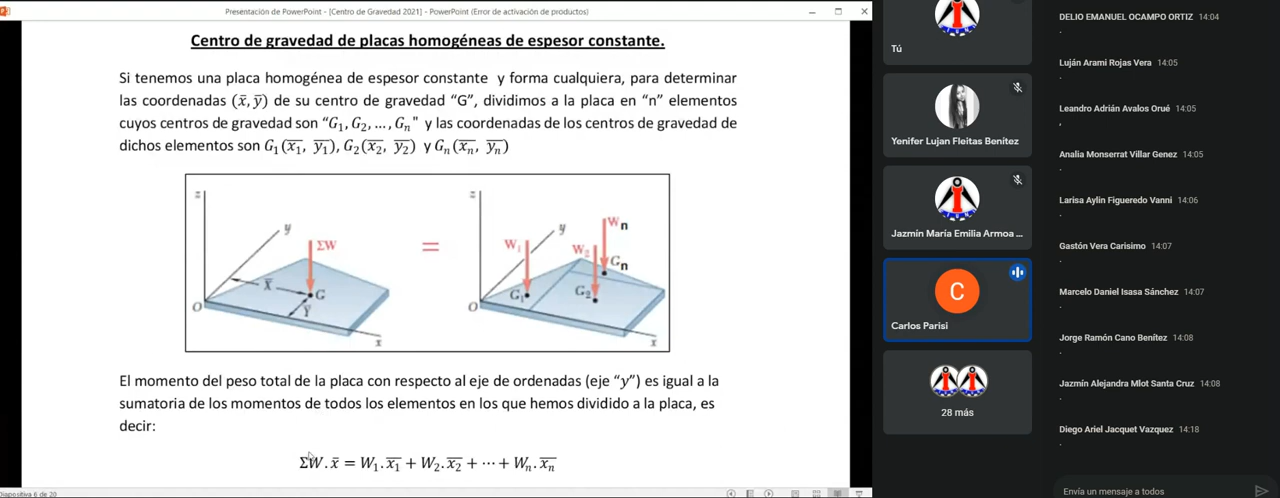 Presentación de PowerPoint - [Centro de Gravedad 2021] - PowerPoint (Error de activación de productos)
Centro de gravedad de placas homogéneas de espesor constante.
Si tenemos una placa homogénea de espesor constante y forma cualquiera, para determinar
las coordenadas (x̄, ȳ) de su centro de gravedad “G”, dividimos a la placa en “n” elementos
cuyos centros de gravedad son “G₁, G₂, ..., Gₙ" y las coordenadas de los centros de gravedad de
dichos elementos son G₁(x̄₁, ȳ₁), G₂(x̄₂, ȳ₂) y Gₙ(x̄ₙ, ȳₙ)
z
y
ΣW
x̄
G
ȳ
O
x
=
z
y
W₁
W₂
Wn
G₁
G₂
Gn
O
x
El momento del peso total de la placa con respecto al eje de ordenadas (eje “y”) es igual a la
sumatoria de los momentos de todos los elementos en los que hemos dividido a la placa, es
decir:
ΣW. x̄ = W₁. x̄₁ + W₂. x̄₂ + ⋯ + Wₙ. x̄ₙ
Diapositiva 6 de 20
Tú
Yenifer Lujan Fleitas Benítez
Jazmín María Emilia Armoa ...
C
Carlos Parisi
28 más
DELIO EMANUEL OCAMPO ORTIZ 14:04
.
Luján Arami Rojas Vera 14:05
.
Leandro Adrián Avalos Orué 14:05
,
Analia Monserrat Villar Genez 14:05
.
Larisa Aylin Figueredo Vanni 14:06
.
Gastón Vera Carisimo 14:07
.
Marcelo Daniel Isasa Sánchez 14:07
.
Jorge Ramón Cano Benítez 14:08
.
Jazmin Alejandra Mlot Santa Cruz 14:08
.
Diego Ariel Jacquet Vazquez 14:18
.
Envía un mensaje a todos